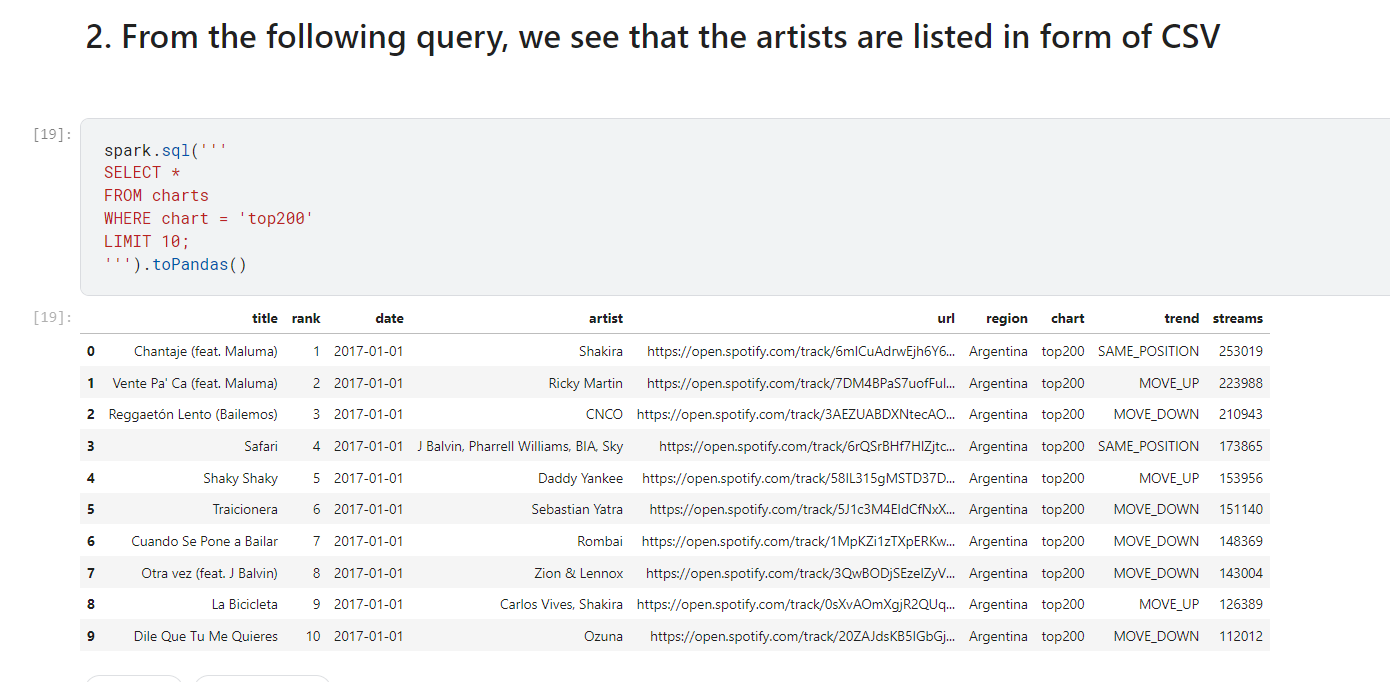 2. From the following query, we see that the artists are listed in form of CSV
[19]:
spark.sql('''
SELECT *
FROM charts
WHERE chart = 'top200'
LIMIT 10;
''').toPandas()
[19]:
title rank date artist url region chart trend streams
0 Chantaje (feat. Maluma) 1 2017-01-01 Shakira https://open.spotify.com/track/6mICuAdrwEjh6Y6... Argentina top200 SAME_POSITION 253019
1 Vente Pa' Ca (feat. Maluma) 2 2017-01-01 Ricky Martin https://open.spotify.com/track/7DM4BPaS7uofFul... Argentina top200 MOVE_UP 223988
2 Reggaetón Lento (Bailemos) 3 2017-01-01 CNCO https://open.spotify.com/track/3AEZUABDXNtecAO... Argentina top200 MOVE_DOWN 210943
3 Safari 4 2017-01-01 J Balvin, Pharrell Williams, BIA, Sky https://open.spotify.com/track/6rQSrBHf7HlZjtc... Argentina top200 SAME_POSITION 173865
4 Shaky Shaky 5 2017-01-01 Daddy Yankee https://open.spotify.com/track/58IL315gMSTD37D... Argentina top200 MOVE_UP 153956
5 Traicionera 6 2017-01-01 Sebastian Yatra https://open.spotify.com/track/5J1c3M4EldCfNxX... Argentina top200 MOVE_DOWN 151140
6 Cuando Se Pone a Bailar 7 2017-01-01 Rombai https://open.spotify.com/track/1MpKZi1zTXpERKw... Argentina top200 MOVE_DOWN 148369
7 Otra vez (feat. J Balvin) 8 2017-01-01 Zion & Lennox https://open.spotify.com/track/3QwBODjSEzelZyV... Argentina top200 MOVE_DOWN 143004
8 La Bicicleta 9 2017-01-01 Carlos Vives, Shakira https://open.spotify.com/track/0sXvAOmXgjR2QUq... Argentina top200 MOVE_UP 126389
9 Dile Que Tu Me Quieres 10 2017-01-01 Ozuna https://open.spotify.com/track/20ZAJdsKB5IGbGj... Argentina top200 MOVE_DOWN 112012